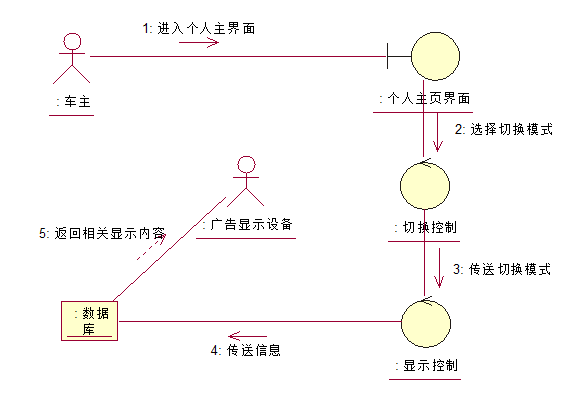 1: 进入个人主界面
: 车主
: 个人主页界面
2: 选择切换模式
: 广告显示设备
: 切换控制
5: 返回相关显示内容
3: 传送切换模式
: 数据
库
4: 传送信息
: 显示控制